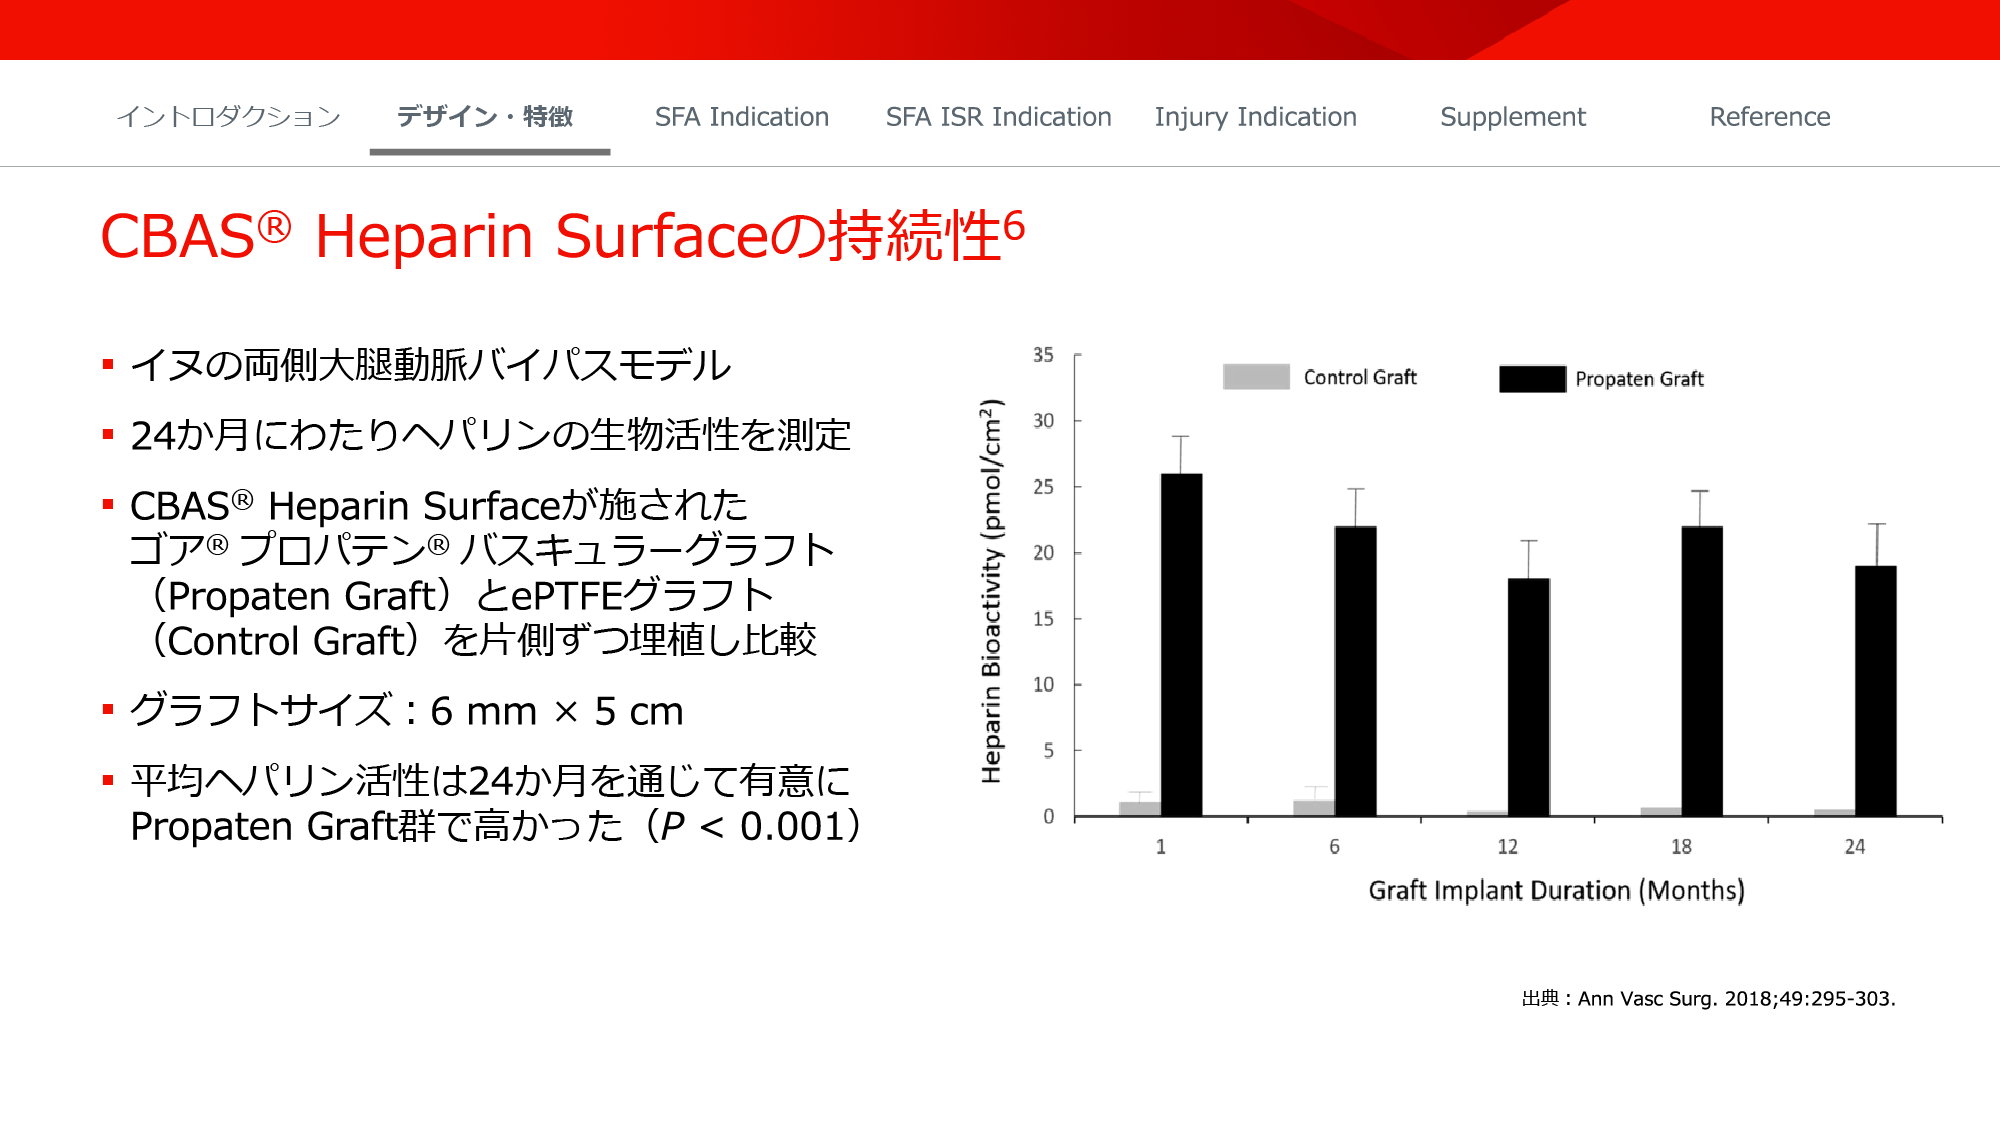 イントロダクション デザイン・特徴 SFA Indication SFA ISR Indication Injury Indication Supplement Reference
CBAS® Heparin Surfaceの持続性6
▪ イヌの両側大腿動脈バイパスモデル
▪ 24か月にわたりヘパリンの生物活性を測定
▪ CBAS® Heparin Surfaceが施された
ゴア® プロパテン® バスキュラーグラフト
（Propaten Graft）とePTFEグラフト
（Control Graft）を片側ずつ埋植し比較
▪ グラフトサイズ：6 mm × 5 cm
▪ 平均ヘパリン活性は24か月を通じて有意に
Propaten Graft群で高かった（P < 0.001）
Control Graft Propaten Graft
Heparin Bioactivity (pmol/cm²)
35
30
25
20
15
10
5
0
1 6 12 18 24
Graft Implant Duration (Months)
出典：Ann Vasc Surg. 2018;49:295-303.